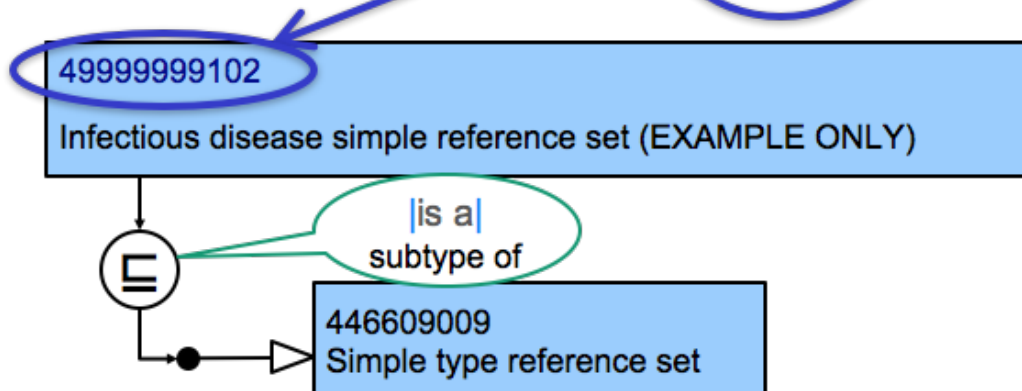 49999999102
Infectious disease simple reference set (EXAMPLE ONLY)
|is a|
subtype of
⊑
446609009
Simple type reference set